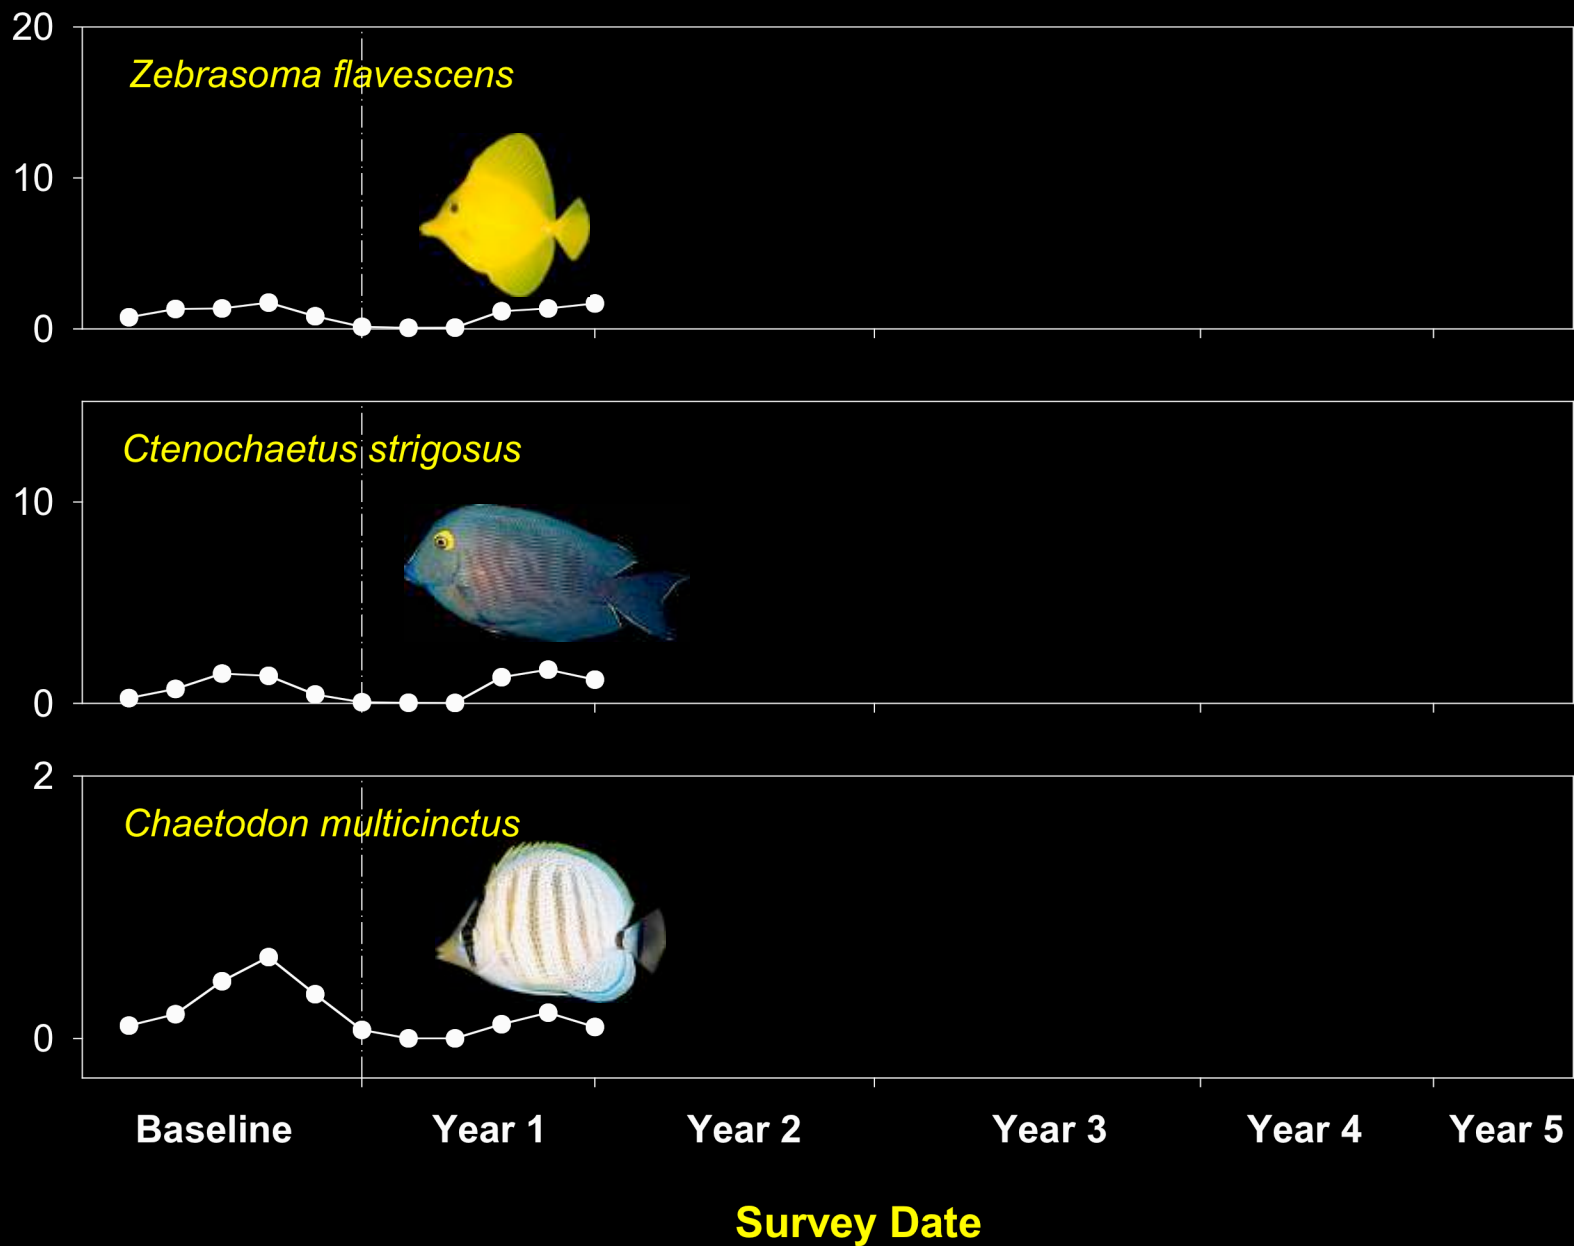 20
Zebrasoma flavescens
10
0
Ctenochaetus strigosus
10
0
2
Chaetodon multicinctus
0
Baseline Year 1 Year 2 Year 3 Year 4 Year 5
Survey Date